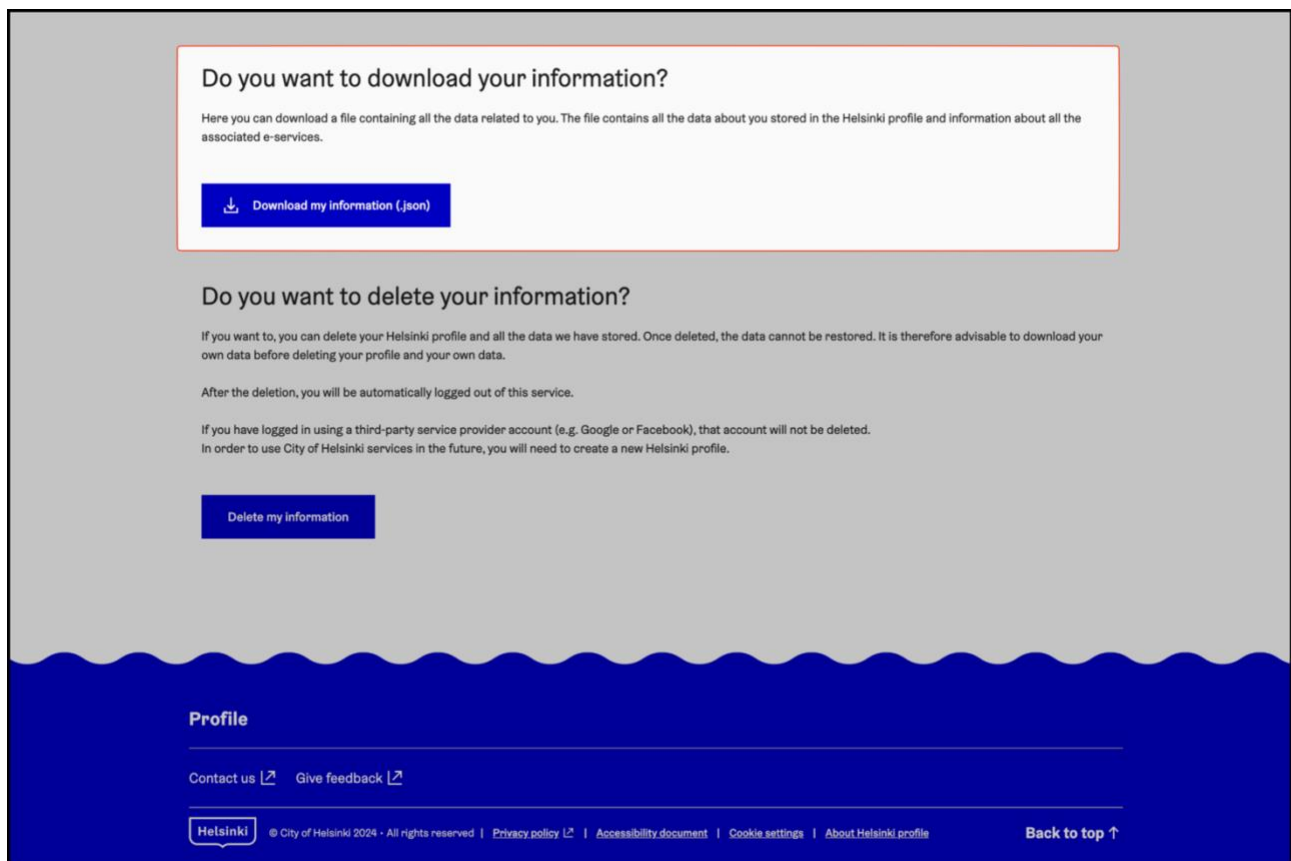 Do you want to download your information?
Here you can download a file containing all the data related to you. The file contains all the data about you stored in the Helsinki profile and information about all the
associated e-services.
Download my information (.json)
Do you want to delete your information?
If you want to, you can delete your Helsinki profile and all the data we have stored. Once deleted, the data cannot be restored. It is therefore advisable to download your
own data before deleting your profile and your own data.
After the deletion, you will be automatically logged out of this service.
If you have logged in using a third-party service provider account (e.g. Google or Facebook), that account will not be deleted.
In order to use City of Helsinki services in the future, you will need to create a new Helsinki profile.
Delete my information
Profile
Contact us Give feedback
Helsinki © City of Helsinki 2024 • All rights reserved | Privacy policy | Accessibility document | Cookie settings | About Helsinki profile Back to top ↑